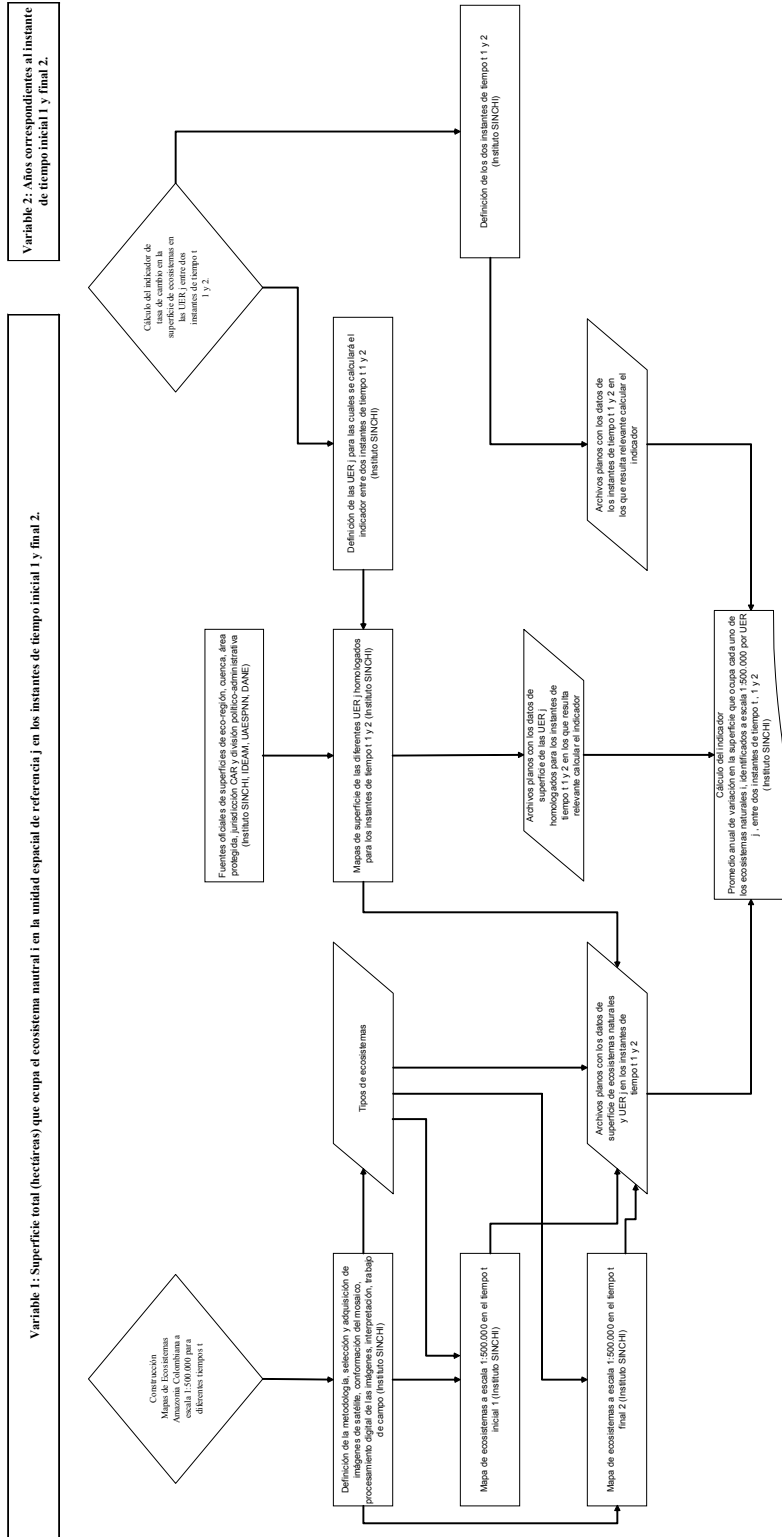 Variable 1: Superficie total (hectáreas) que ocupa el ecosistema nautral i en la unidad espacial de referencia j en los instantes de tiempo inicial 1 y final 2.
Variable 2: Años correspondientes al instante
de tiempo inicial 1 y final 2.
Construcción
Mapas de Ecosistemas
Amazonia Colombiana a
escala 1:500.000 para
diferentes tiempos t
Cálculo del indicador de
tasa de cambio en la
superficie de ecosistemas en
las UER j entre dos
instantes de tiempo t
1 y 2.
Fuentes oficiales de superficies de eco-región, cuenca, área
protegida, jurisdicción CAR y división político-administrativa
(Instituto SINCHI, IDEAM, UAESPNN, DANE)
Definición de la metodología, selección y adquisición de
imágenes de satélite, conformación del mosaico,
procesamiento digital de las imágenes, interpretación, trabajo
de campo (Instituto SINCHI)
Tipos de ecosistemas
Mapas de superficie de las diferentes UER j homologados
para los instantes de tiempo t 1 y 2 (Instituto SINCHI)
Definición de las UER j para las cuales se calculará el
indicador entre dos instantes de tiempo t 1 y 2
(Instituto SINCHI)
Mapa de ecosistemas a escala 1:500.000 en el tiempo t
inicial 1 (Instituto SINCHI)
Definición de los dos instantes de tiempo t 1 y 2
(Instituto SINCHI)
Archivos planos con los datos de
superficie de las UER j
homologados para los instantes de
tiempo t 1 y 2 en los que resulta
relevante calcular el indicador
Mapa de ecosistemas a escala 1:500.000 en el tiempo t
final 2 (Instituto SINCHI)
Archivos planos con los datos de
superficie de ecosistemas naturales
y UER j en los instantes de
tiempo t 1 y 2
Archivos planos con los datos de
los instantes de tiempo t 1 y 2 en
los que resulta relevante calcular el
indicador
Cálculo del indicador
Promedio anual de variación en la superficie que ocupa cada uno de
los ecosistemas naturales i, identificados a escala 1:500.000 por UER
j , entre dos instantes de tiempo t , 1 y 2
(Instituto SINCHI)